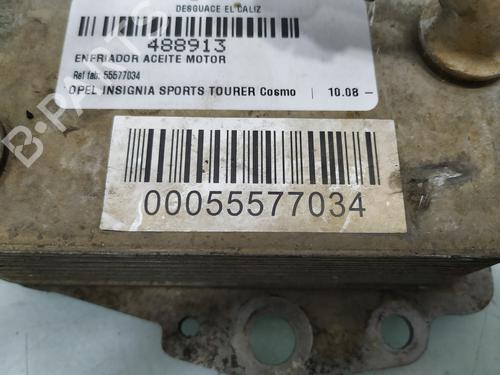 DESGUACE EL CALIZ
488913
ENFRIADOR ACEITE MOTOR
Ref fab: 55577034
OPEL INSIGNIA SPORTS TOURER Cosmo | 10.08 -
00055577034